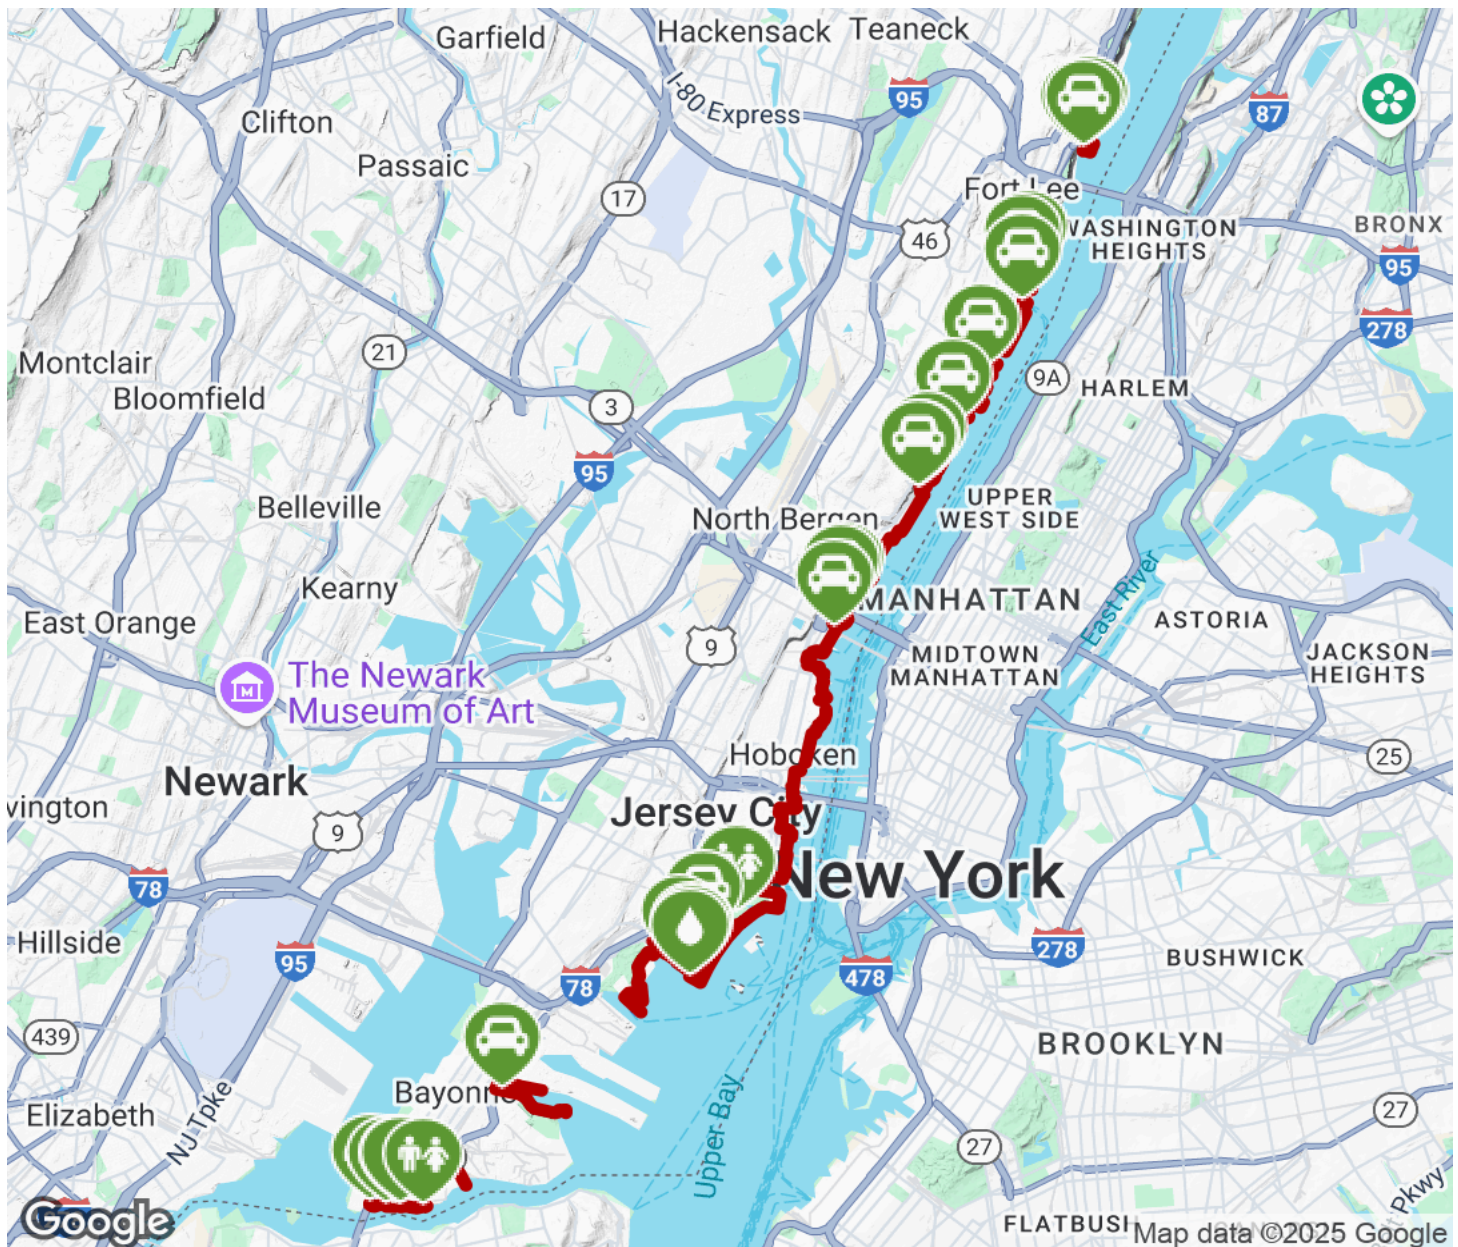 Garfield
Hackensack
Teaneck
I-80 Express
95
87
Clifton
Passaic
17
Fort Lee
46
WASHINGTON
HEIGHTS
BRONX
95
278
Montclair
21
Bloomfield
3
9A
HARLEM
95
Belleville
North Bergen
UPPER
WEST SIDE
Kearny
MANHATTAN
East River
ASTORIA
East Orange
9
MIDTOWN
MANHATTAN
JACKSON
HEIGHTS
The Newark
Museum of Art
M
Newark
Hoboken
25
vington
9
Jersey City
New York
78
Hillside
95
78
478
278
BUSHWICK
439
BROOKLYN
Bayonne
Elizabeth
NJ Tpke
Upper Bay
27
27
Pkwy
FLATBUSH
Google
Map data ©2025 Google